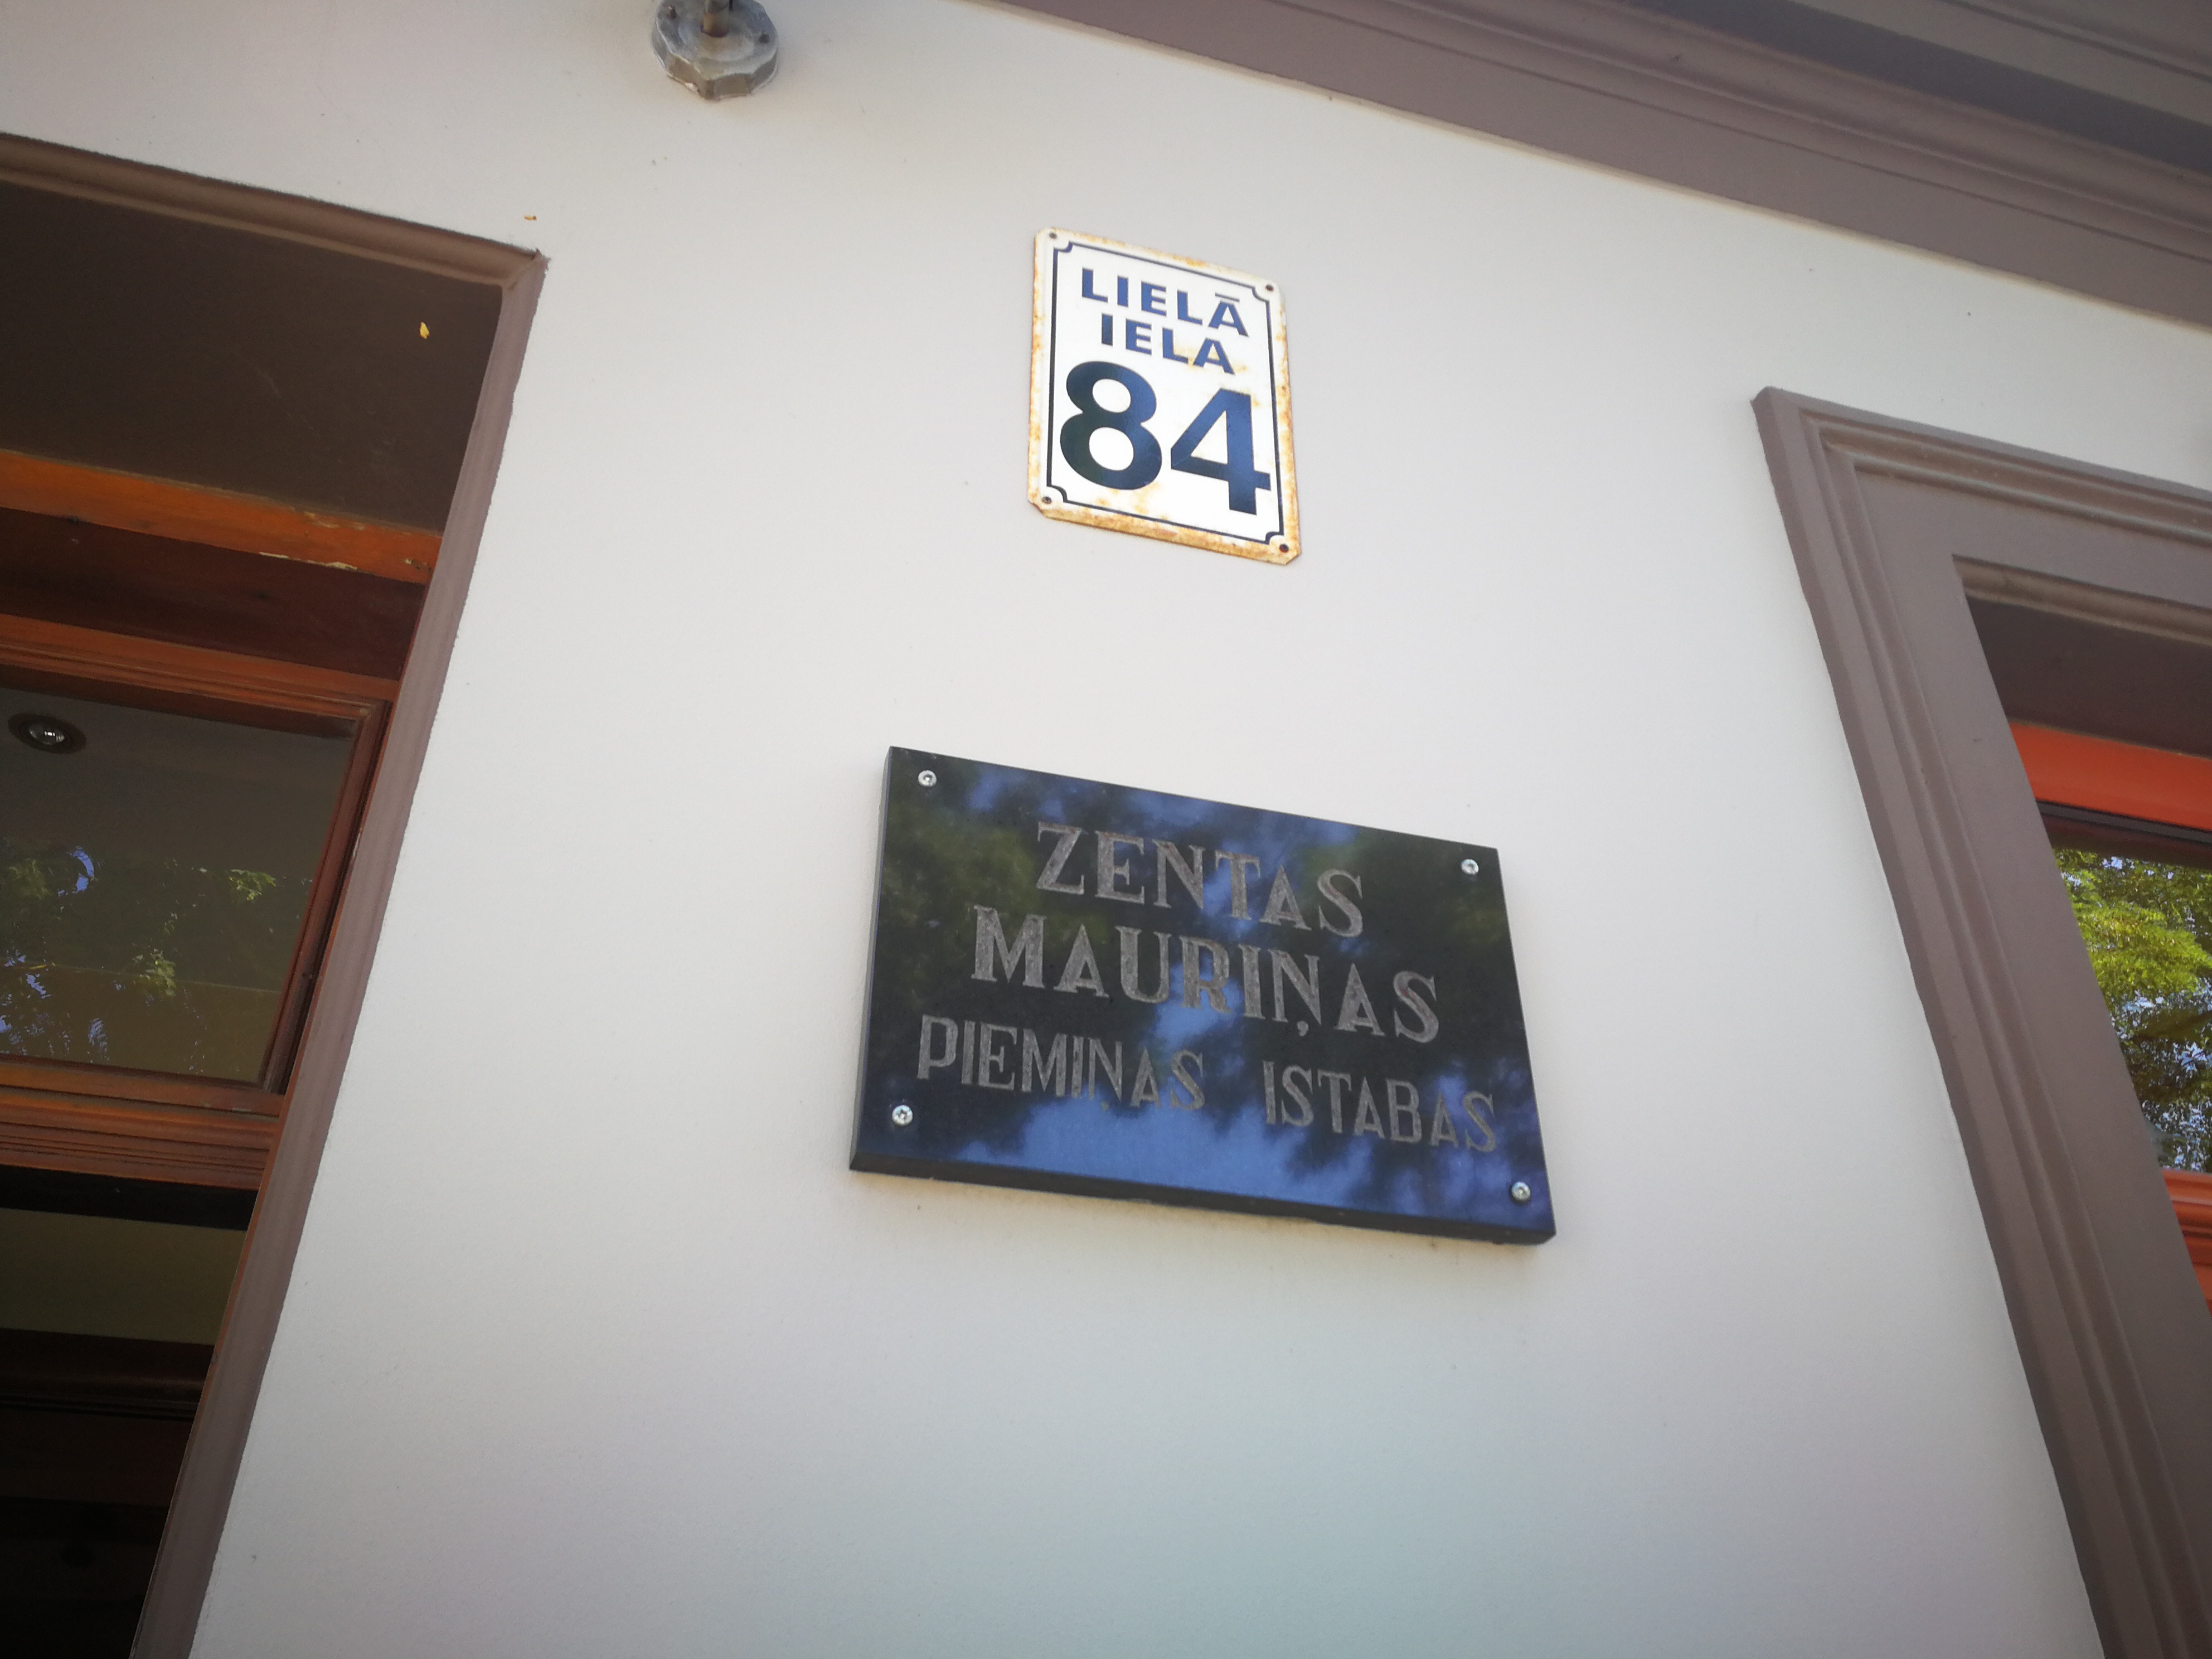 LIELĀ
IELA
84
ZENTAS
MAURIŅAS
PIEMIŅAS ISTABAS